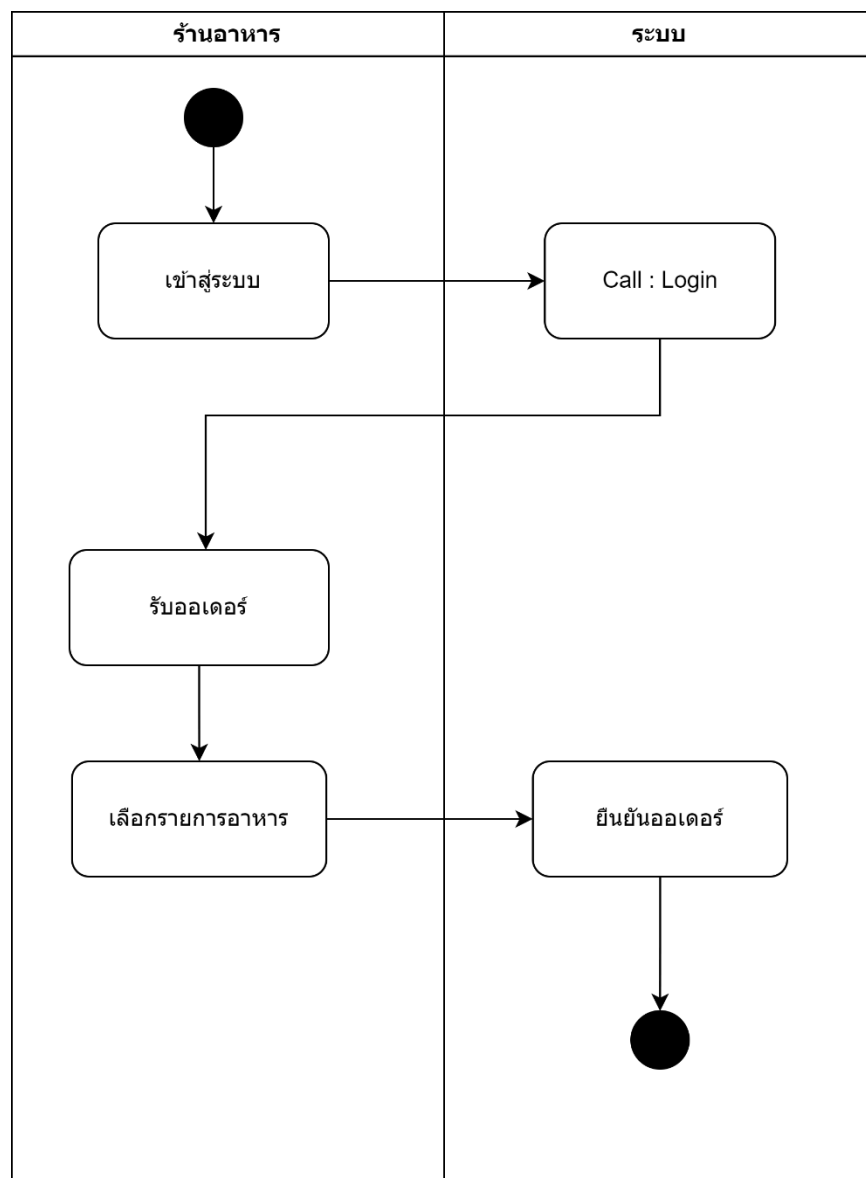 ร้านอาหาร
ระบบ
เข้าสู่ระบบ
Call : Login
รับออเดอร์
เลือกรายการอาหาร
ยืนยันออเดอร์